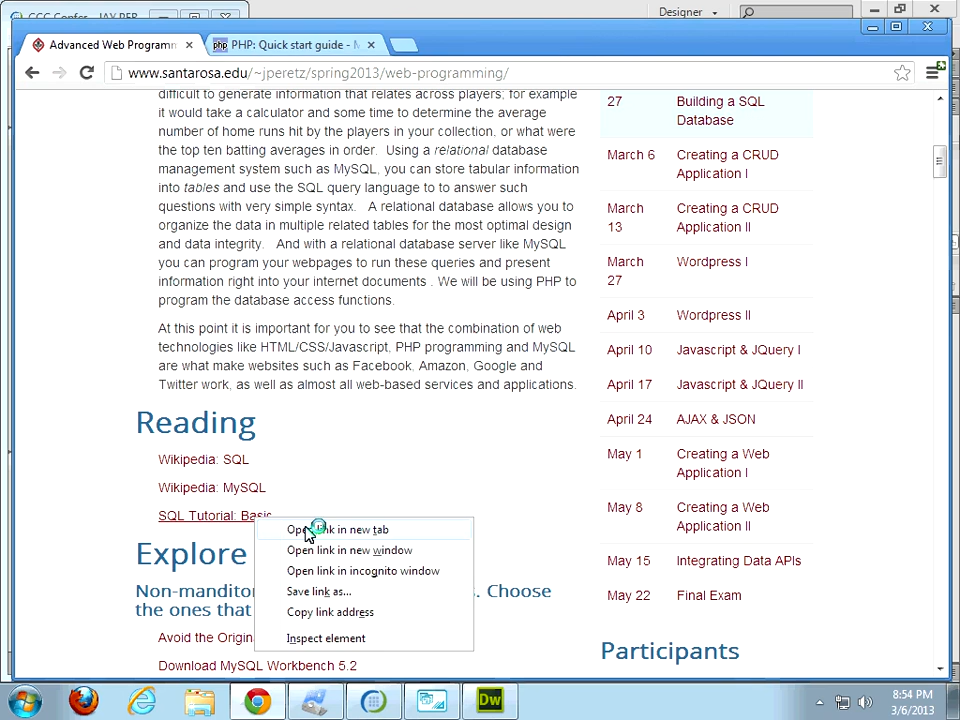 CCC Confer - JAY PER
Designer
Advanced Web Programm
php PHP: Quick start guide - M
www.santarosa.edu/~jperetz/spring2013/web-programming/
difficult to generate information that relates across players; for example
it would take a calculator and some time to determine the average
number of home runs hit by the players in your collection, or what were
the top ten batting averages in order. Using a relational database
management system such as MySQL, you can store tabular information
into tables and use the SQL query language to to answer such
questions with very simple syntax. A relational database allows you to
organize the data in multiple related tables for the most optimal design
and data integrity. And with a relational database server like MySQL
you can program your webpages to run these queries and present
information right into your internet documents . We will be using PHP to
program the database access functions.
At this point it is important for you to see that the combination of web
technologies like HTML/CSS/Javascript, PHP programming and MySQL
are what make websites such as Facebook, Amazon, Google and
Twitter work, as well as almost all web-based services and applications.
Reading
Wikipedia: SQL
Wikipedia: MySQL
SQL Tutorial: Basic
Open link in new tab
Open link in new window
Open link in incognito window
Save link as...
Copy link address
Inspect element
Explore
Non-mandito s. Choose
the ones that
Avoid the Origin
Download MySQL Workbench 5.2
27 Building a SQL
Database
March 6 Creating a CRUD
Application I
March Creating a CRUD
13 Application II
March Wordpress I
27
April 3 Wordpress II
April 10 Javascript & JQuery I
April 17 Javascript & JQuery II
April 24 AJAX & JSON
May 1 Creating a Web
Application I
May 8 Creating a Web
Application II
May 15 Integrating Data APIs
May 22 Final Exam
Participants
Dw
8:54 PM
3/6/2013